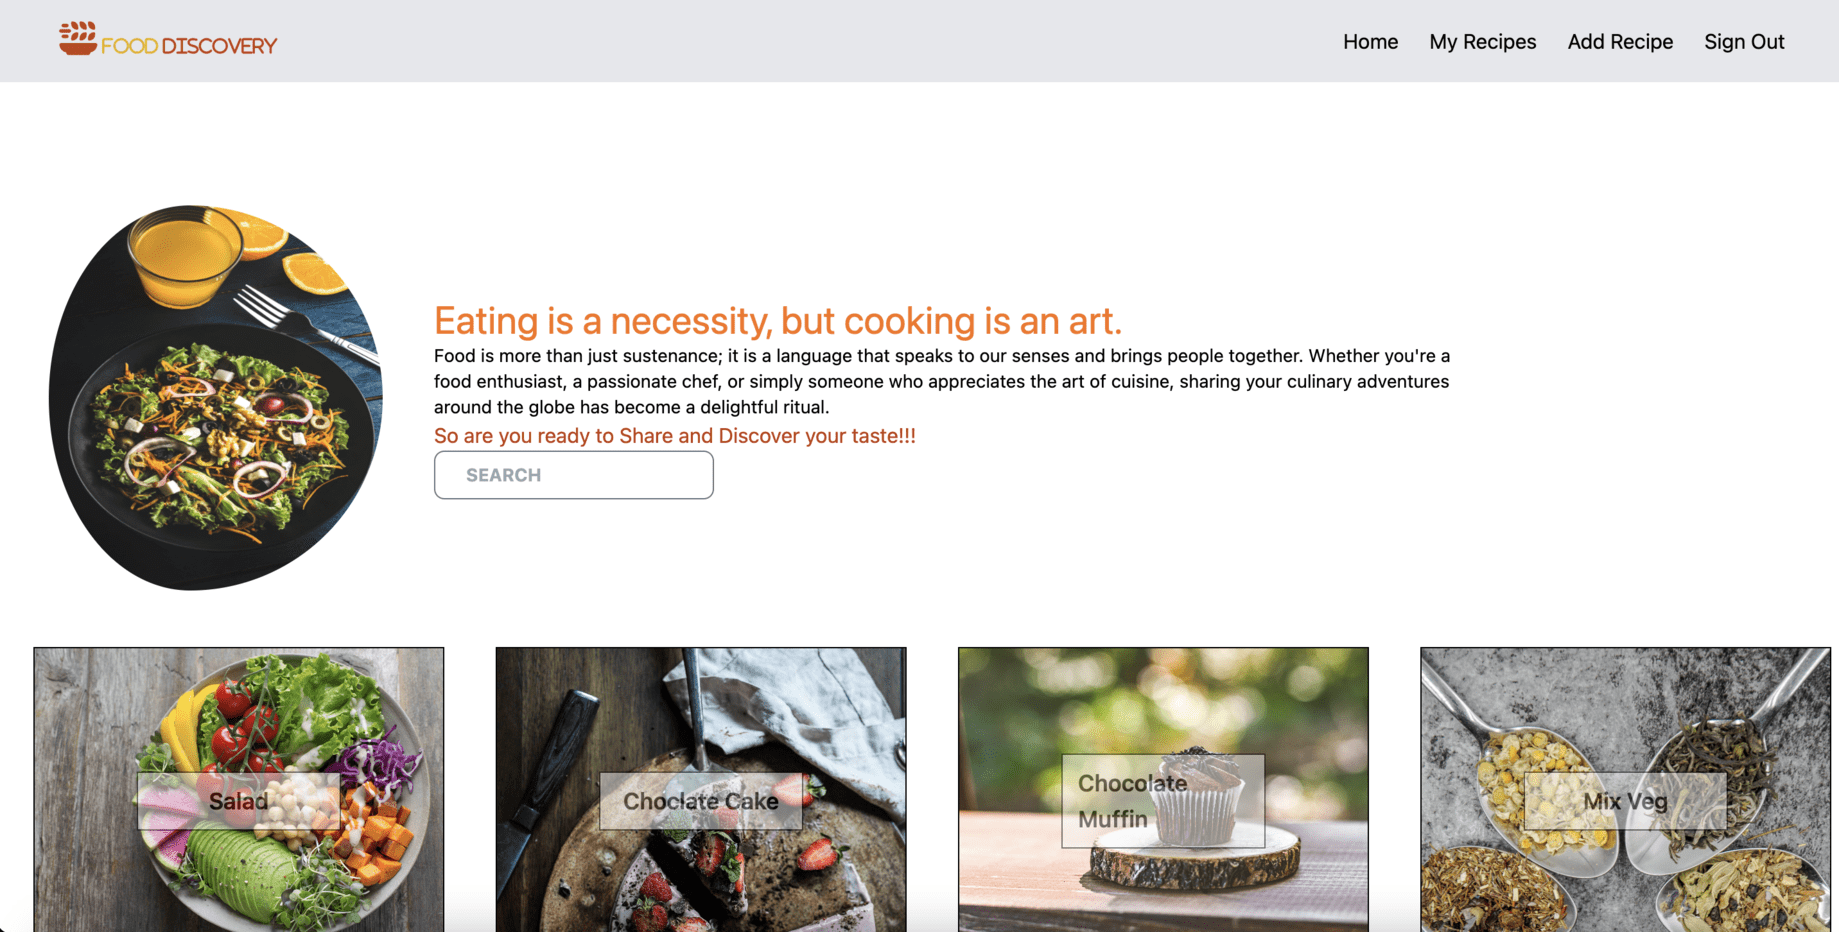 FOOD DISCOVERY
Home My Recipes Add Recipe Sign Out
Eating is a necessity, but cooking is an art.
Food is more than just sustenance; it is a language that speaks to our senses and brings people together. Whether you're a
food enthusiast, a passionate chef, or simply someone who appreciates the art of cuisine, sharing your culinary adventures
around the globe has become a delightful ritual.
So are you ready to Share and Discover your taste!!!
SEARCH
Salad
Choclate Cake
Chocolate
Muffin
Mix Veg